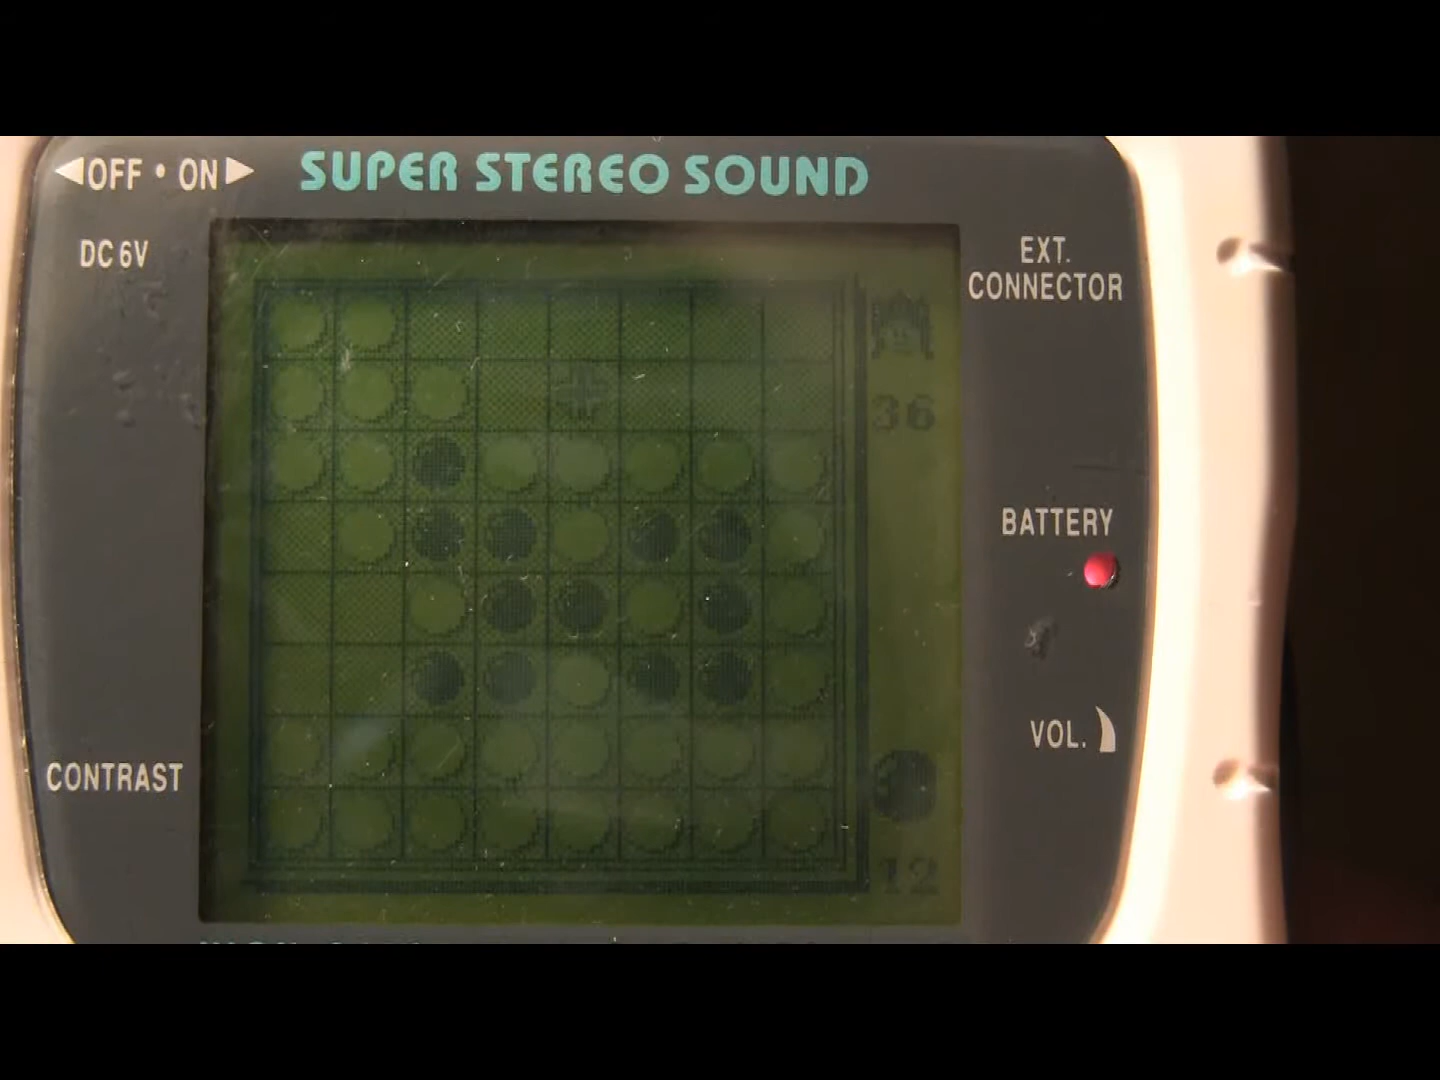 ◀OFF • ON▶ SUPER STEREO SOUND
DC 6V
EXT.
CONNECTOR
36
BATTERY
VOL.
CONTRAST
12